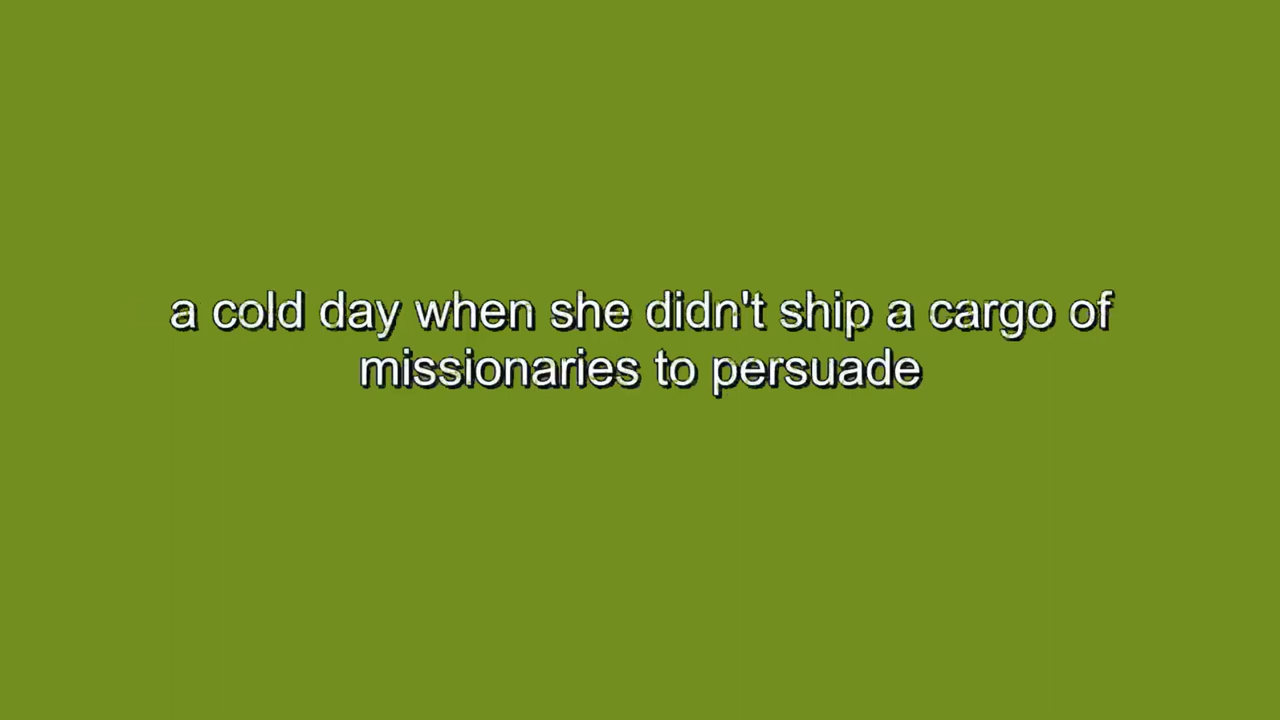 a cold day when she didn't ship a cargo of
missionaries to persuade